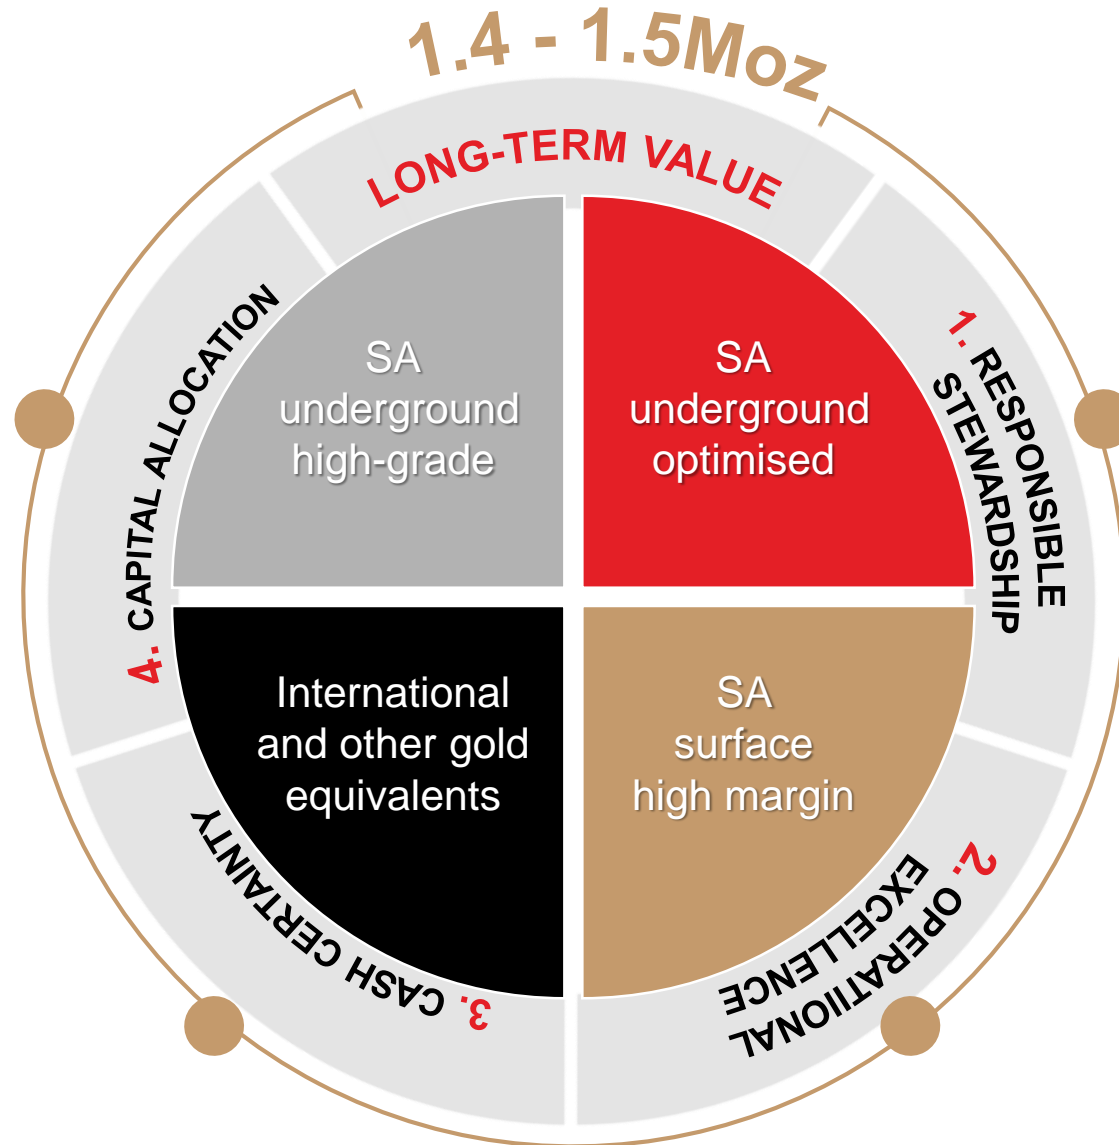 1.4 - 1.5Moz
LONG-TERM VALUE
1. RESPONSIBLE
STEWARDSHIP
2. OPERATIIONAL
EXCELLENCE
3. CASH CERTAINTY
4. CAPITAL ALLOCATION
SA
underground
high-grade
SA
underground
optimised
International
and other gold
equivalents
SA
surface
high margin